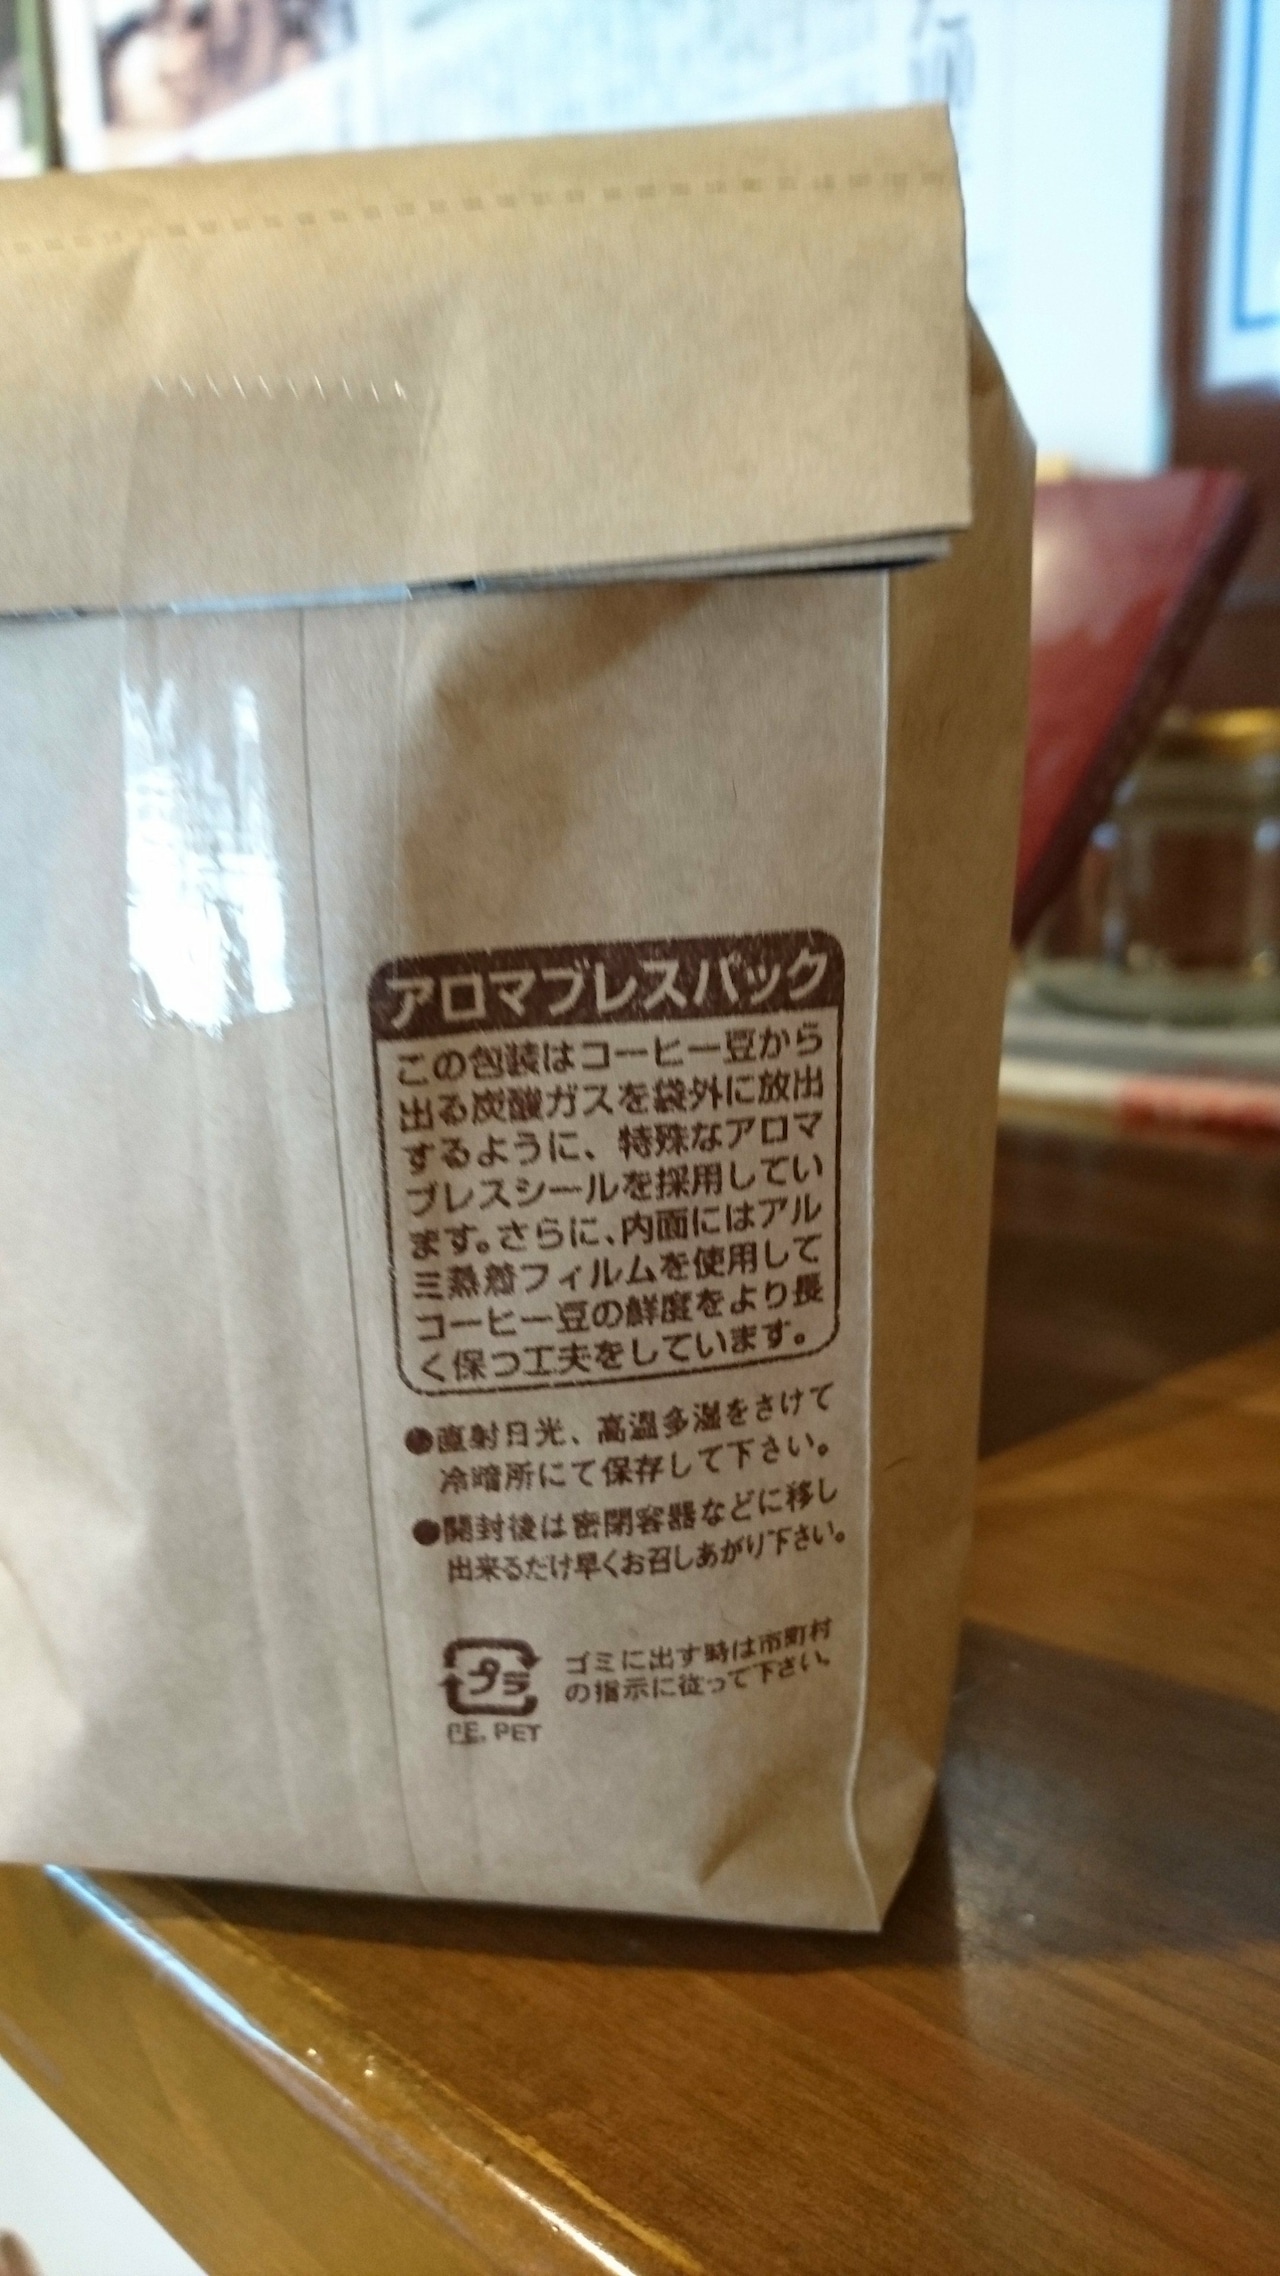 アロマブレスパック
この包装はコーヒー豆から
出る炭酸ガスを袋外に放出
するように、特殊なアロマ
ブレスシールを採用してい
ます。さらに、内面にはアル
ミ蒸着フィルムを使用して
コーヒー豆の鮮度をより長
く保つ工夫をしています。
●直射日光、高温多湿をさけて
冷暗所にて保存して下さい。
●開封後は密閉容器などに移し
出来るだけ早くお召しあがり下さい。
プラ
PE, PET
ゴミに出す時は市町村
の指示に従って下さい。